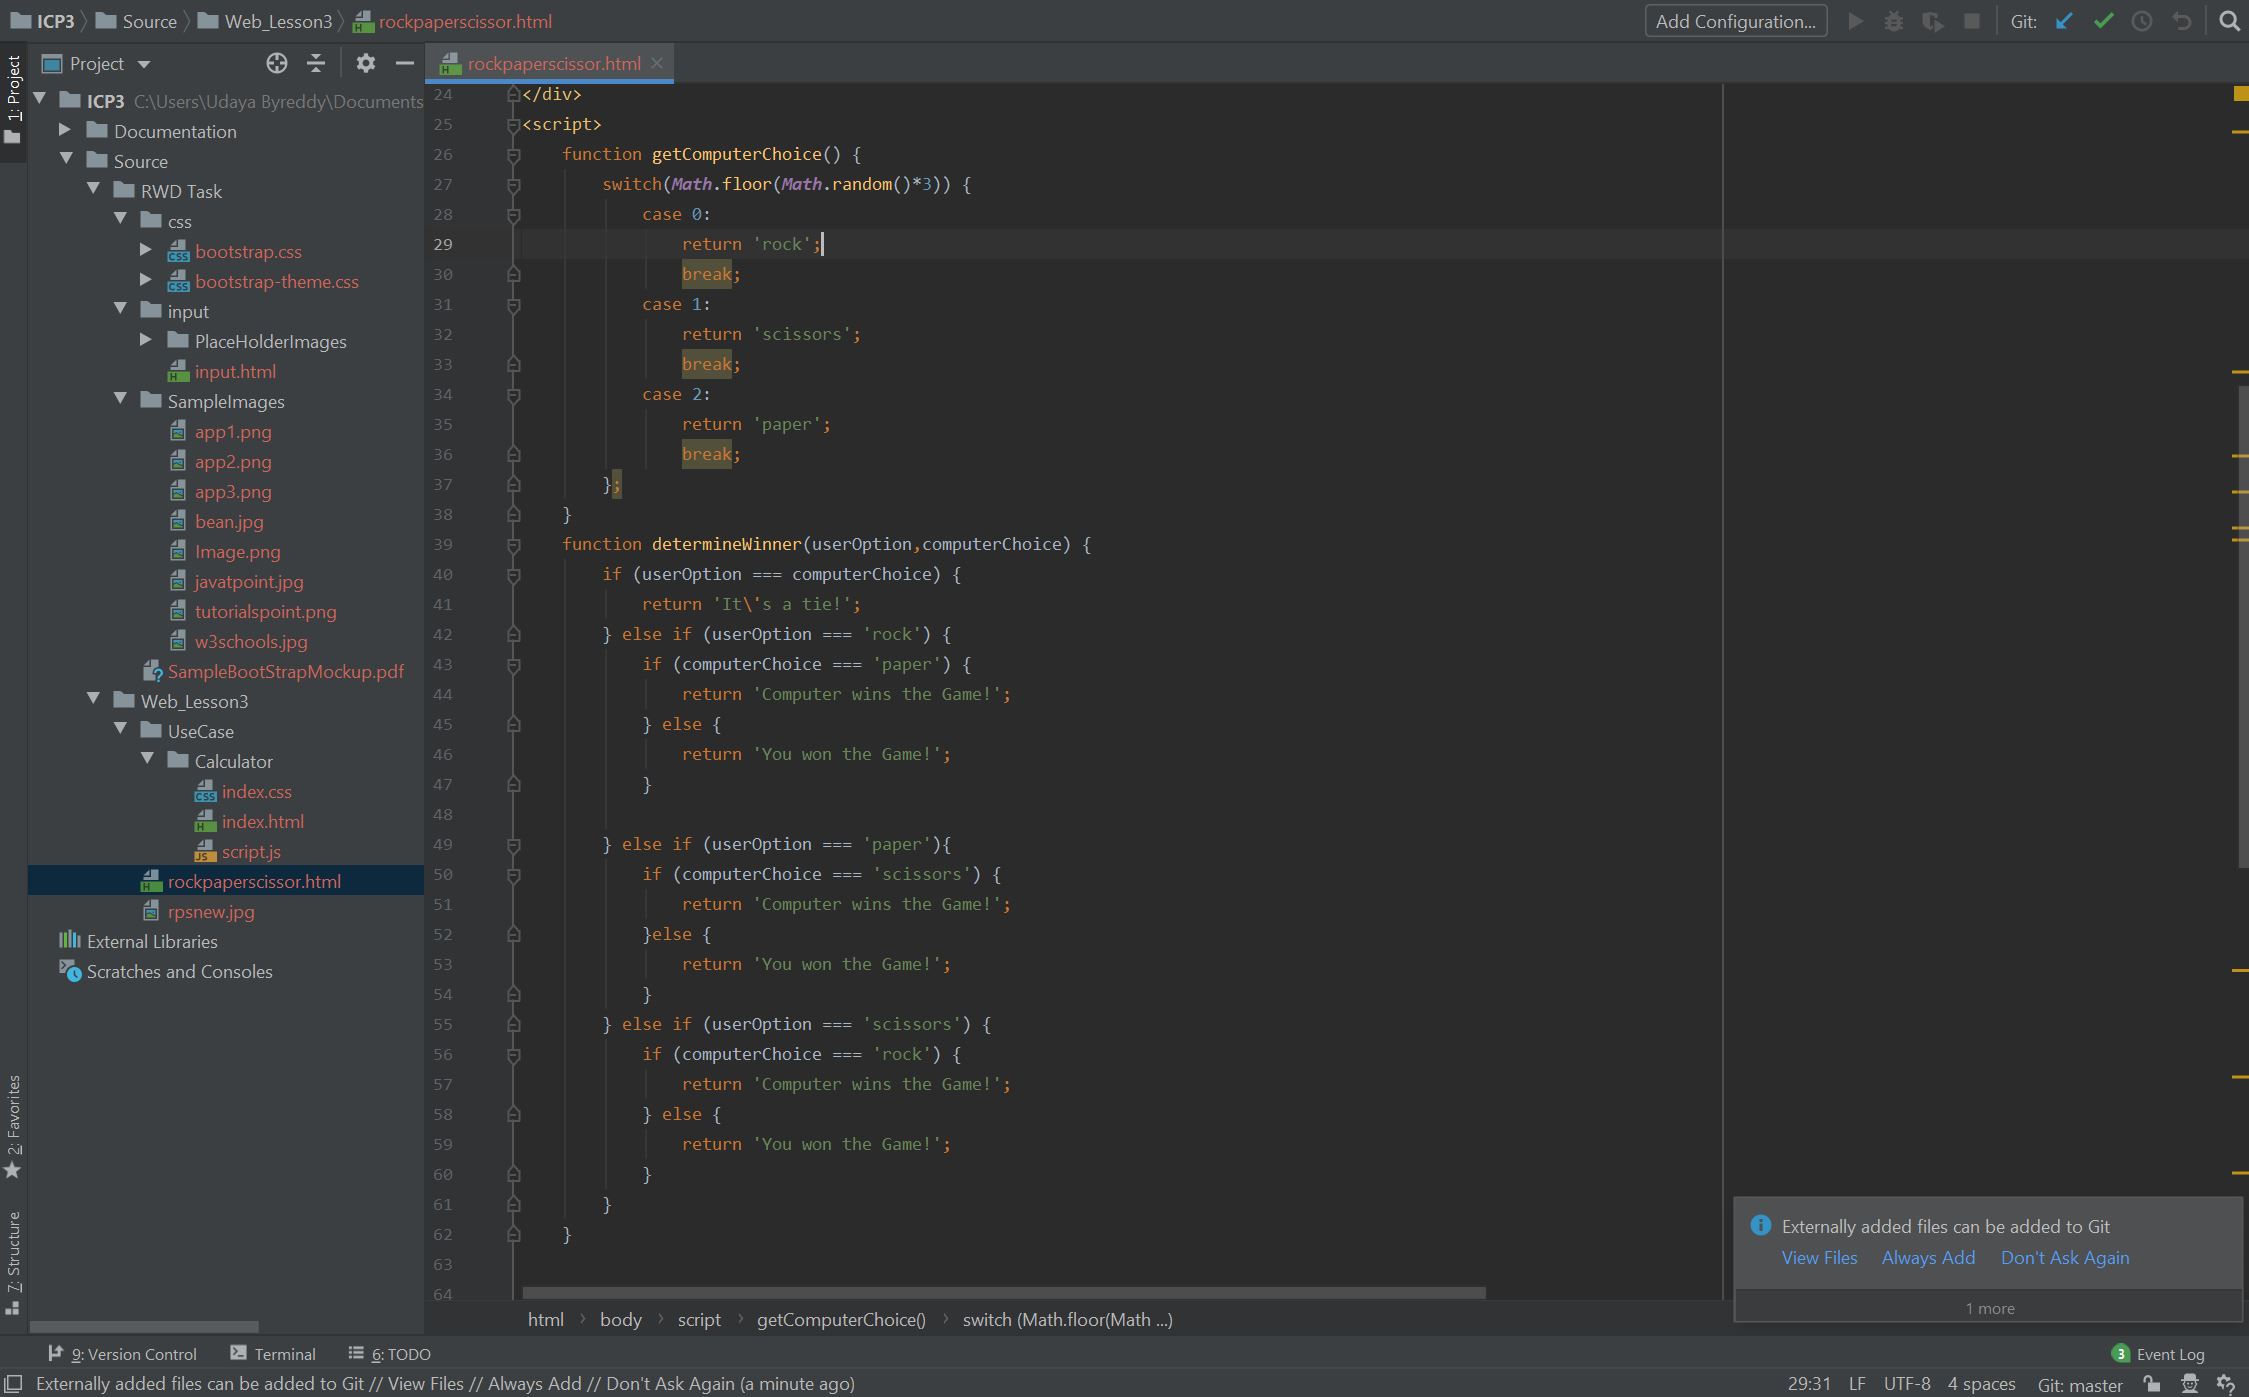 ICP3 Source Web_Lesson3 rockpaperscissor.html
Add Configuration... Git:
1: Project
Project
rockpaperscissor.html
ICP3 C:\Users\Udaya Byreddy\Documents
Documentation
Source
RWD Task
css
bootstrap.css
bootstrap-theme.css
input
PlaceHolderImages
input.html
SampleImages
app1.png
app2.png
app3.png
bean.jpg
Image.png
javatpoint.jpg
tutorialspoint.png
w3schools.jpg
SampleBootStrapMockup.pdf
Web_Lesson3
UseCase
Calculator
index.css
index.html
script.js
rockpaperscissor.html
rpsnew.jpg
External Libraries
Scratches and Consoles
2: Favorites
7: Structure
24 </div>
25 <script>
26 function getComputerChoice() {
27 switch(Math.floor(Math.random()*3)) {
28 case 0:
29 return 'rock';
30 break;
31 case 1:
32 return 'scissors';
33 break;
34 case 2:
35 return 'paper';
36 break;
37 };
38 }
39 function determineWinner(userOption,computerChoice) {
40 if (userOption === computerChoice) {
41 return 'It\'s a tie!';
42 } else if (userOption === 'rock') {
43 if (computerChoice === 'paper') {
44 return 'Computer wins the Game!';
45 } else {
46 return 'You won the Game!';
47 }
48
49 } else if (userOption === 'paper'){
50 if (computerChoice === 'scissors') {
51 return 'Computer wins the Game!';
52 }else {
53 return 'You won the Game!';
54 }
55 } else if (userOption === 'scissors') {
56 if (computerChoice === 'rock') {
57 return 'Computer wins the Game!';
58 } else {
59 return 'You won the Game!';
60 }
61 }
62 }
63
64
html body script getComputerChoice() switch (Math.floor(Math ...)
Externally added files can be added to Git
View Files Always Add Don't Ask Again
1 more
9: Version Control Terminal 6: TODO
3 Event Log
Externally added files can be added to Git // View Files // Always Add // Don't Ask Again (a minute ago)
29:31 LF UTF-8 4 spaces Git: master